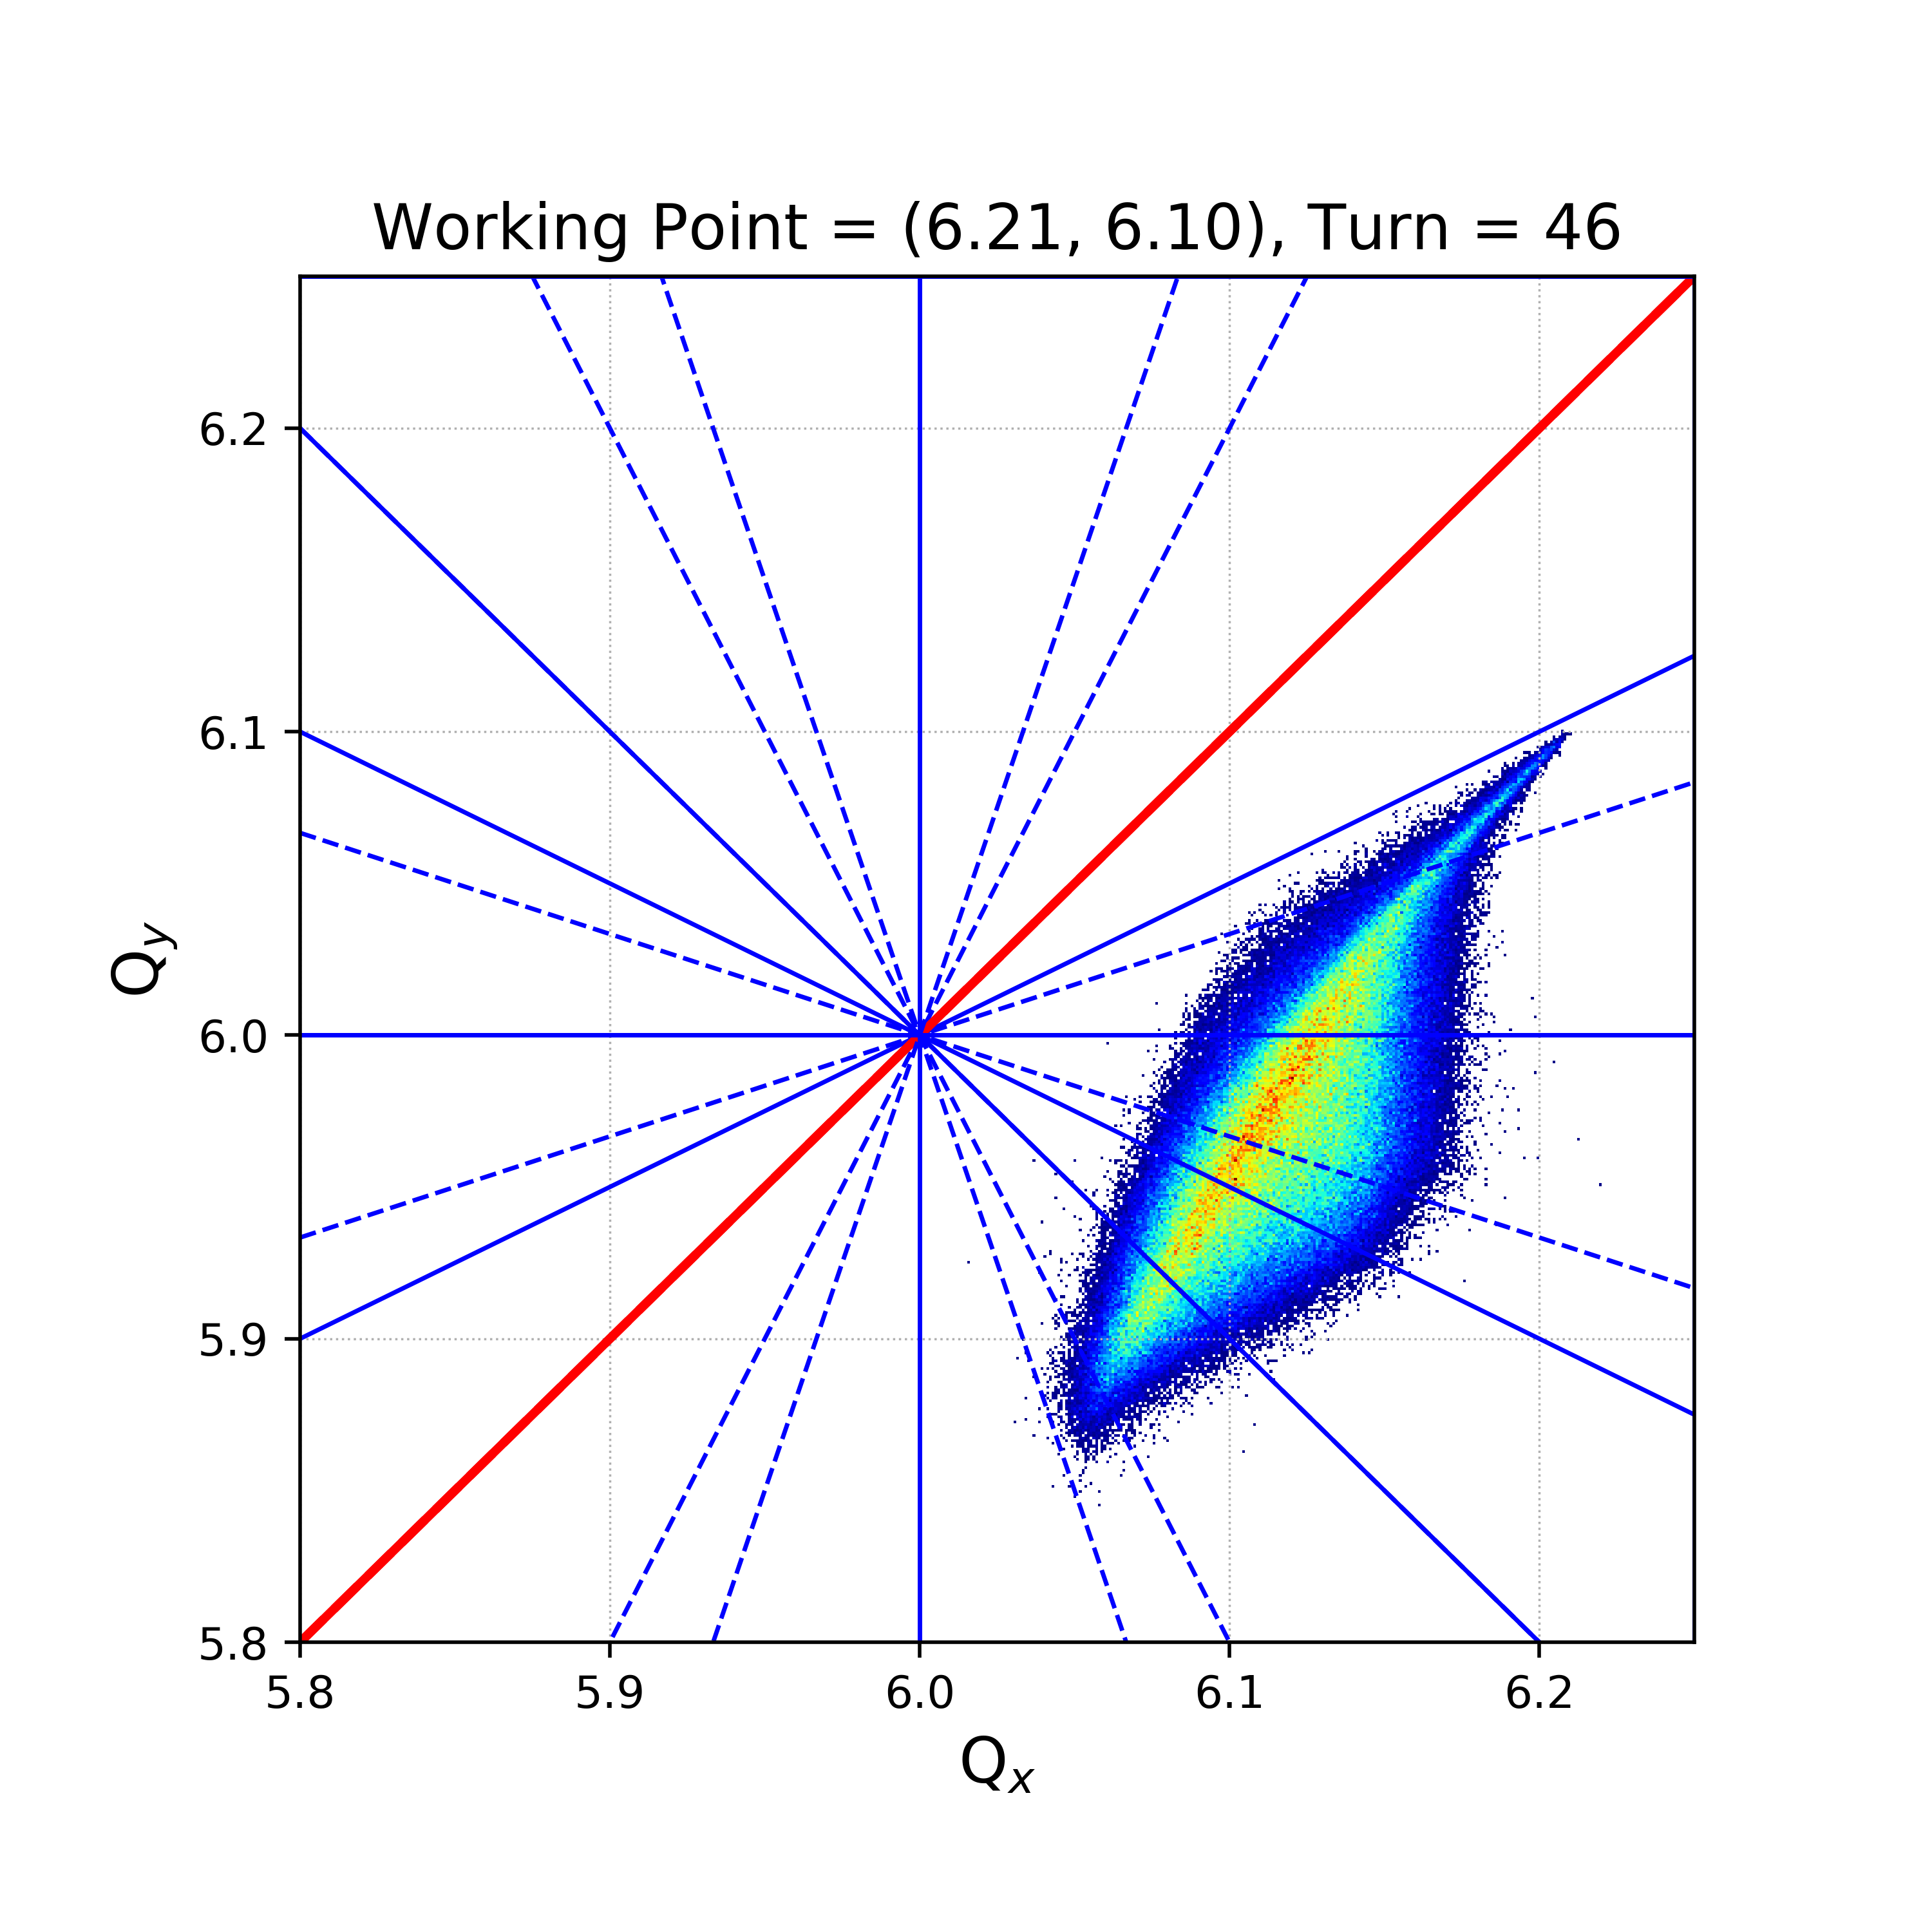 Working Point = (6.21, 6.10), Turn = 46
6.2
6.1
6.0
5.9
5.8
Qy
5.8 5.9 6.0 6.1 6.2
Qx